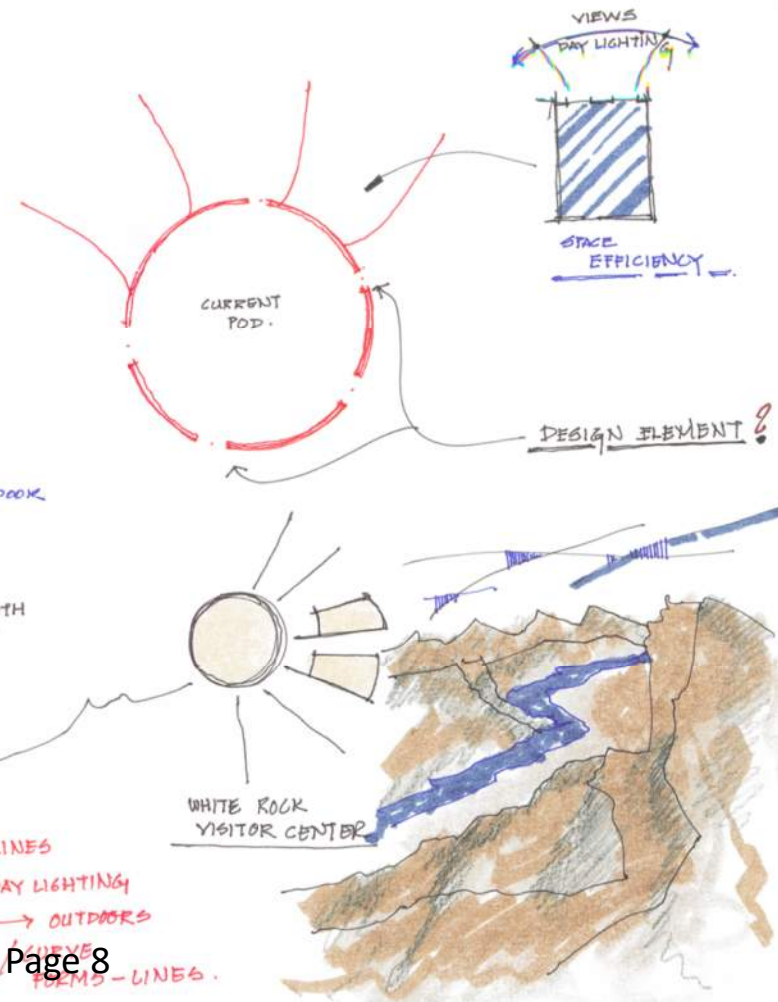 VIEWS
DAY LIGHTING
SPACE
EFFICIENCY
CURRENT
POD.
DESIGN ELEMENT?
WHITE ROCK
VISITOR CENTER
DAY LIGHTING
→ OUTDOORS
CURVE
FORMS - LINES.
Page 8